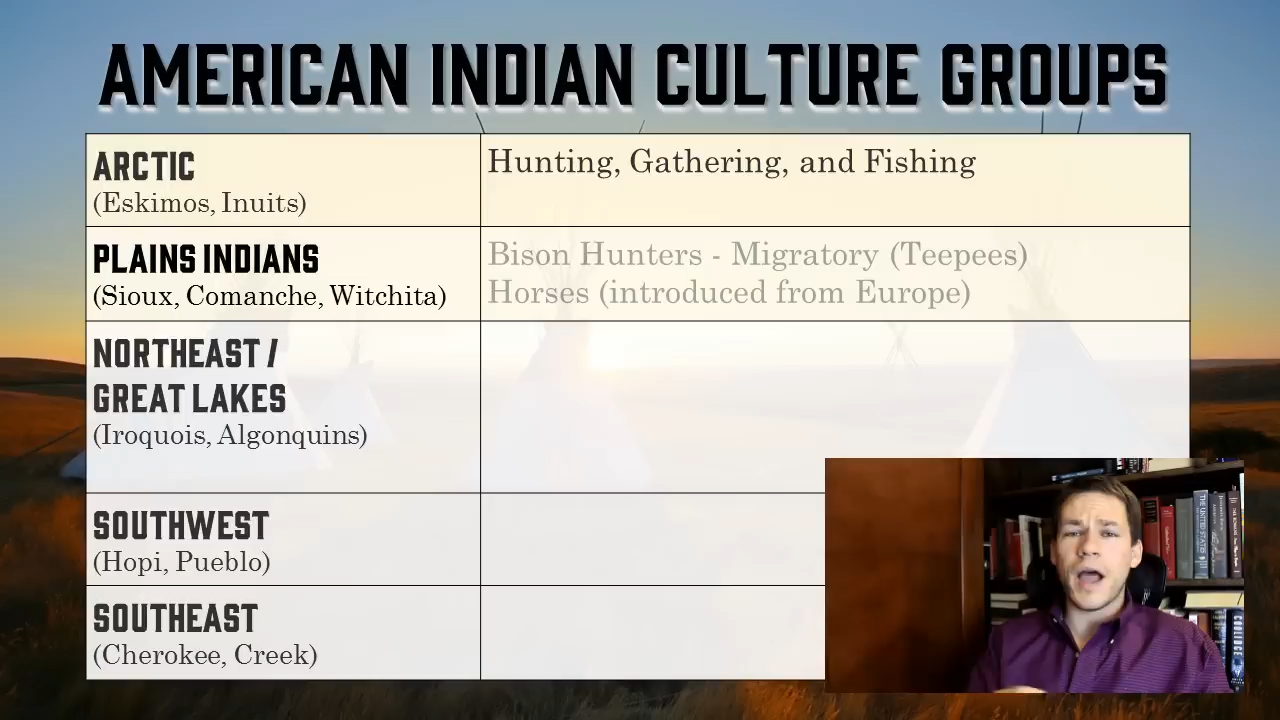 AMERICAN INDIAN CULTURE GROUPS
ARCTIC
(Eskimos, Inuits)
Hunting, Gathering, and Fishing
PLAINS INDIANS
(Sioux, Comanche, Witchita)
Bison Hunters - Migratory (Teepees)
Horses (introduced from Europe)
NORTHEAST /
GREAT LAKES
(Iroquois, Algonquins)
SOUTHWEST
(Hopi, Pueblo)
SOUTHEAST
(Cherokee, Creek)
COOLIDGE